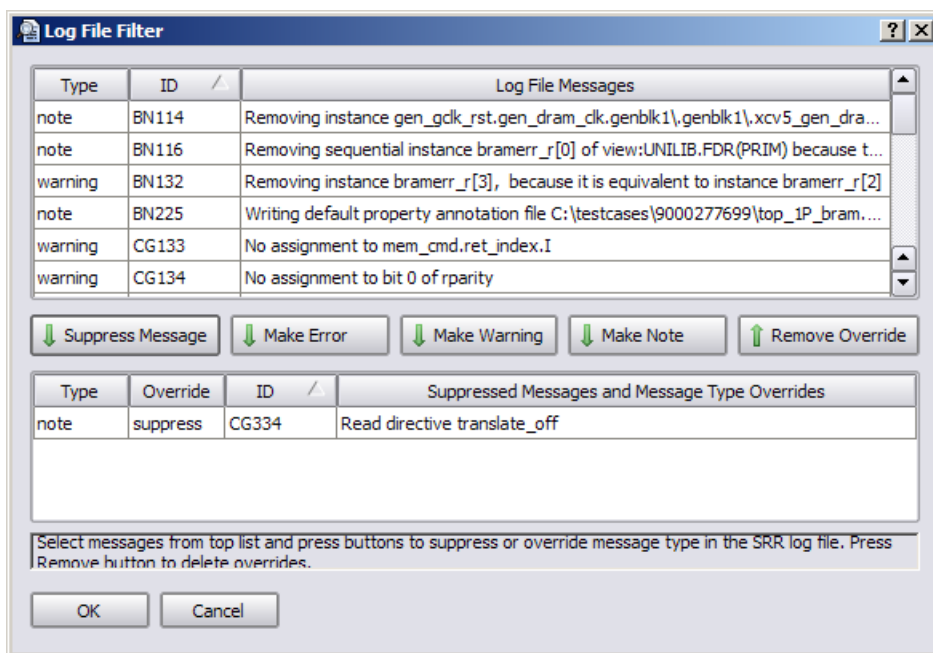 Log File Filter
Type ID Log File Messages
note BN114 Removing instance gen_gclk_rst.gen_dram_clk.genblk1\.genblk1\.xcv5_gen_dra...
note BN116 Removing sequential instance bramerr_r[0] of view:UNILIB.FDR(PRIM) because t...
warning BN132 Removing instance bramerr_r[3], because it is equivalent to instance bramerr_r[2]
note BN225 Writing default property annotation file C:\testcases\9000277699\top_1P_bram....
warning CG133 No assignment to mem_cmd.ret_index.I
warning CG134 No assignment to bit 0 of rparity
Suppress Message Make Error Make Warning Make Note Remove Override
Type Override ID Suppressed Messages and Message Type Overrides
note suppress CG334 Read directive translate_off
Select messages from top list and press buttons to suppress or override message type in the SRR log file. Press
Remove button to delete overrides.
OK Cancel